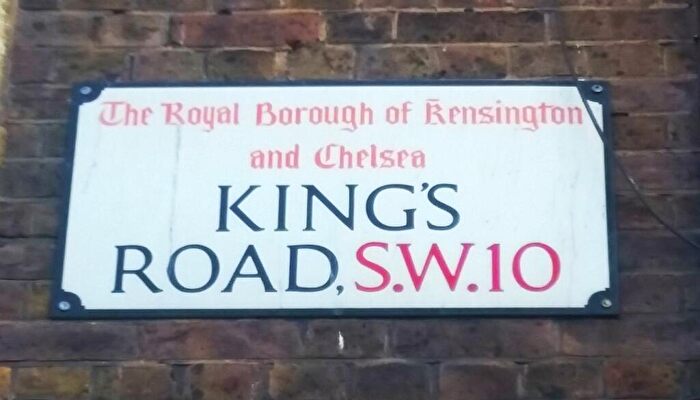 The Royal Borough of Kensington
and Chelsea
KING'S
ROAD, S.W.10